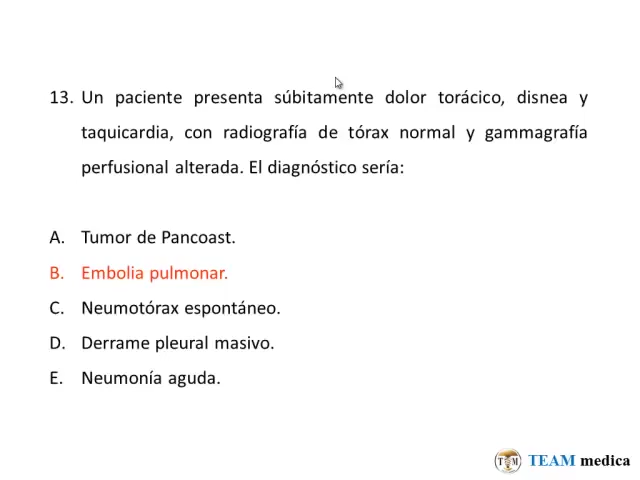 13. Un paciente presenta súbitamente dolor torácico, disnea y
taquicardia, con radiografía de tórax normal y gammagrafía
perfusional alterada. El diagnóstico sería:
A. Tumor de Pancoast.
B. Embolia pulmonar.
C. Neumotórax espontáneo.
D. Derrame pleural masivo.
E. Neumonía aguda.
TM TEAM medica